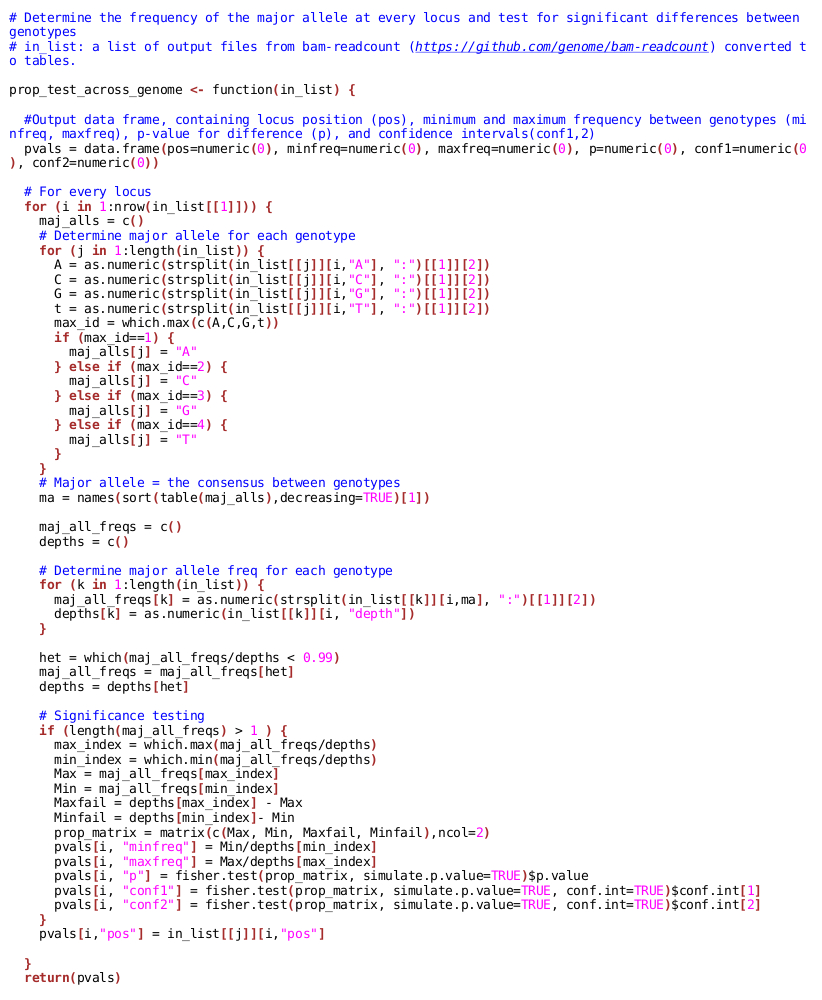 # Determine the frequency of the major allele at every locus and test for significant differences between
genotypes
# in_list: a list of output files from bam-readcount (https://github.com/genome/bam-readcount) converted t
o tables.

prop_test_across_genome <- function(in_list) {

  #Output data frame, containing locus position (pos), minimum and maximum frequency between genotypes (mi
nfreq, maxfreq), p-value for difference (p), and confidence intervals(conf1,2)
  pvals = data.frame(pos=numeric(0), minfreq=numeric(0), maxfreq=numeric(0), p=numeric(0), conf1=numeric(0
), conf2=numeric(0))

  # For every locus
  for (i in 1:nrow(in_list[[1]])) {
    maj_alls = c()
    # Determine major allele for each genotype
    for (j in 1:length(in_list)) {
      A = as.numeric(strsplit(in_list[[j]][i,"A"], ":")[[1]][2])
      C = as.numeric(strsplit(in_list[[j]][i,"C"], ":")[[1]][2])
      G = as.numeric(strsplit(in_list[[j]][i,"G"], ":")[[1]][2])
      t = as.numeric(strsplit(in_list[[j]][i,"T"], ":")[[1]][2])
      max_id = which.max(c(A,C,G,t))
      if (max_id==1) {
        maj_alls[j] = "A"
      } else if (max_id==2) {
        maj_alls[j] = "C"
      } else if (max_id==3) {
        maj_alls[j] = "G"
      } else if (max_id==4) {
        maj_alls[j] = "T"
      }
    }
    # Major allele = the consensus between genotypes
    ma = names(sort(table(maj_alls),decreasing=TRUE)[1])

    maj_all_freqs = c()
    depths = c()

    # Determine major allele freq for each genotype
    for (k in 1:length(in_list)) {
      maj_all_freqs[k] = as.numeric(strsplit(in_list[[k]][i,ma], ":")[[1]][2])
      depths[k] = as.numeric(in_list[[k]][i, "depth"])
    }

    het = which(maj_all_freqs/depths < 0.99)
    maj_all_freqs = maj_all_freqs[het]
    depths = depths[het]

    # Significance testing
    if (length(maj_all_freqs) > 1 ) {
      max_index = which.max(maj_all_freqs/depths)
      min_index = which.min(maj_all_freqs/depths)
      Max = maj_all_freqs[max_index]
      Min = maj_all_freqs[min_index]
      Maxfail = depths[max_index] - Max
      Minfail = depths[min_index]- Min
      prop_matrix = matrix(c(Max, Min, Maxfail, Minfail),ncol=2)
      pvals[i, "minfreq"] = Min/depths[min_index]
      pvals[i, "maxfreq"] = Max/depths[max_index]
      pvals[i, "p"] = fisher.test(prop_matrix, simulate.p.value=TRUE)$p.value
      pvals[i, "conf1"] = fisher.test(prop_matrix, simulate.p.value=TRUE, conf.int=TRUE)$conf.int[1]
      pvals[i, "conf2"] = fisher.test(prop_matrix, simulate.p.value=TRUE, conf.int=TRUE)$conf.int[2]
    }
    pvals[i,"pos"] = in_list[[j]][i,"pos"]

  }
  return(pvals)